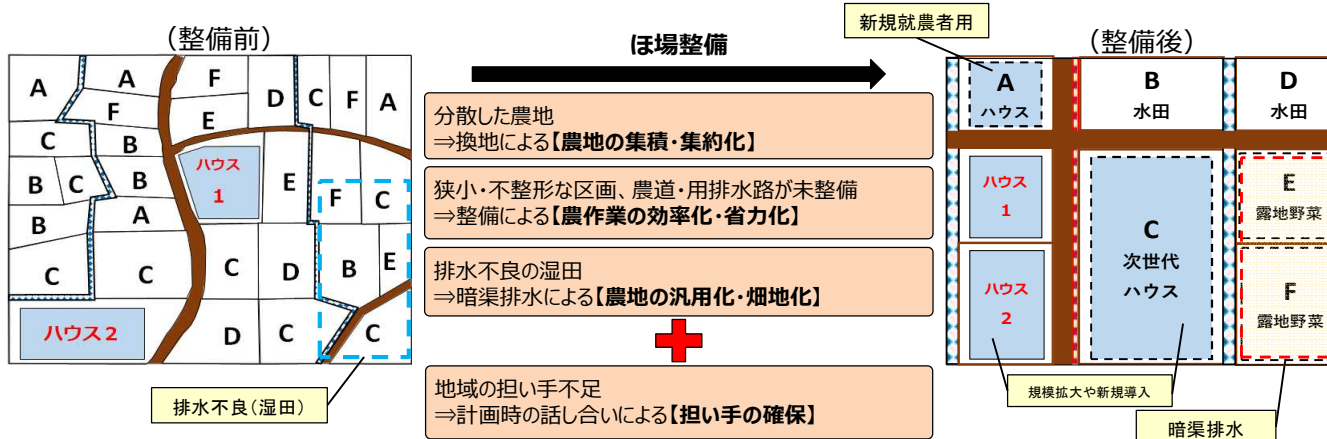 (整備前)
A
A
F
D
C
F
A
F
E
C
B
B
C
B
ハウス
1
E
F
C
B
A
C
C
C
D
B
E
ハウス2
D
C
C
排水不良(湿田)
ほ場整備
分散した農地
⇒換地による【農地の集積・集約化】
狭小・不整形な区画、農道・用排水路が未整備
⇒整備による【農作業の効率化・省力化】
排水不良の湿田
⇒暗渠排水による【農地の汎用化・畑地化】
地域の担い手不足
⇒計画時の話し合いによる【担い手の確保】
新規就農者用
(整備後)
A
ハウス
B
水田
D
水田
ハウス
1
C
次世代
ハウス
E
露地野菜
ハウス
2
F
露地野菜
規模拡大や新規導入
暗渠排水